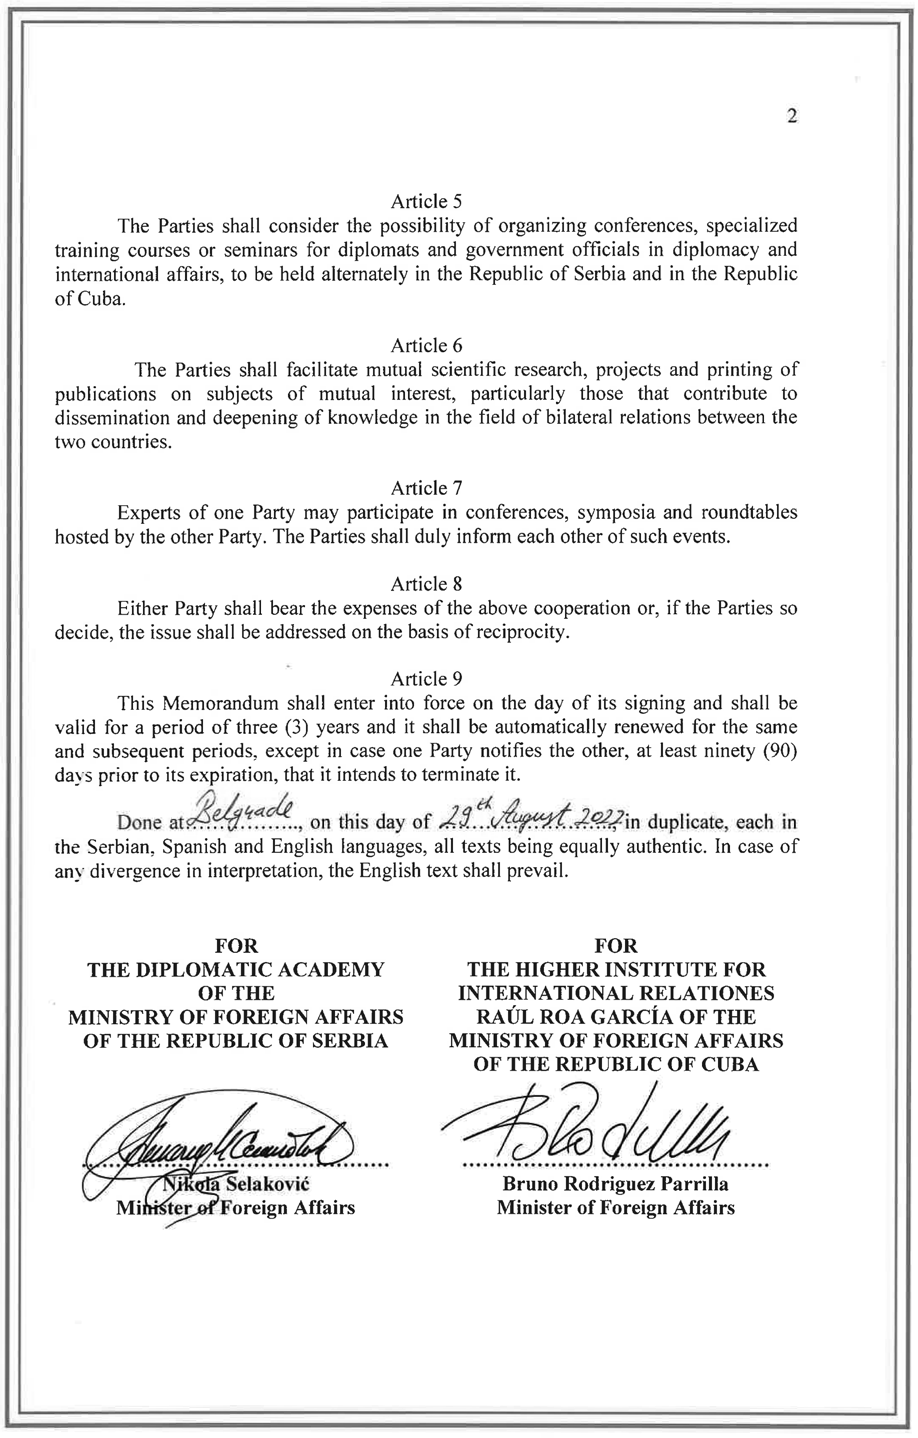 2
Article 5
The Parties shall consider the possibility of organizing conferences, specialized
training courses or seminars for diplomats and government officials in diplomacy and
international affairs, to be held alternately in the Republic of Serbia and in the Republic
of Cuba.
Article 6
The Parties shall facilitate mutual scientific research, projects and printing of
publications on subjects of mutual interest, particularly those that contribute to
dissemination and deepening of knowledge in the field of bilateral relations between the
two countries.
Article 7
Experts of one Party may participate in conferences, symposia and roundtables
hosted by the other Party. The Parties shall duly inform each other of such events.
Article 8
Either Party shall bear the expenses of the above cooperation or, if the Parties so
decide, the issue shall be addressed on the basis of reciprocity.
Article 9
This Memorandum shall enter into force on the day of its signing and shall be
valid for a period of three (3) years and it shall be automatically renewed for the same
and subsequent periods, except in case one Party notifies the other, at least ninety (90)
days prior to its expiration, that it intends to terminate it.
Done at Belgrade, on this day of 29th August 2022, in duplicate, each in
the Serbian, Spanish and English languages, all texts being equally authentic. In case of
any divergence in interpretation, the English text shall prevail.
FOR
THE DIPLOMATIC ACADEMY
OF THE
MINISTRY OF FOREIGN AFFAIRS
OF THE REPUBLIC OF SERBIA
Nikola Selaković
Minister of Foreign Affairs
FOR
THE HIGHER INSTITUTE FOR
INTERNATIONAL RELATIONES
RAÚL ROA GARCÍA OF THE
MINISTRY OF FOREIGN AFFAIRS
OF THE REPUBLIC OF CUBA
Bruno Rodriguez Parrilla
Minister of Foreign Affairs